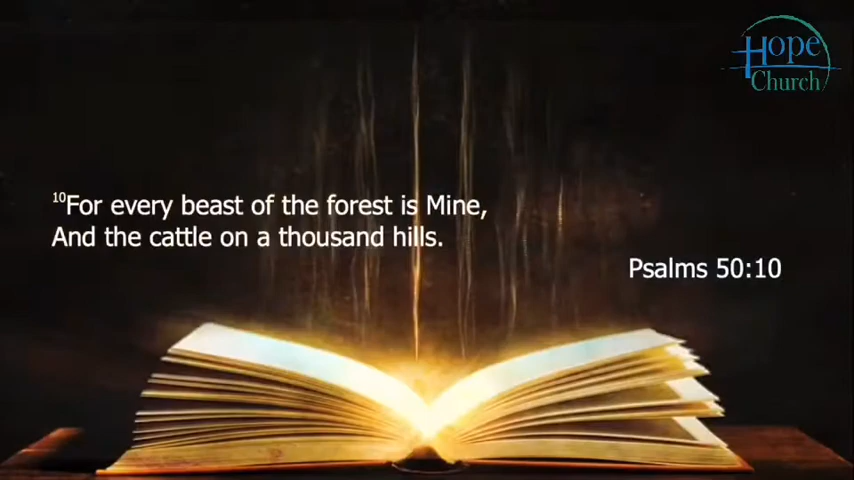 Hope
Church
10For every beast of the forest is Mine,
And the cattle on a thousand hills.
Psalms 50:10